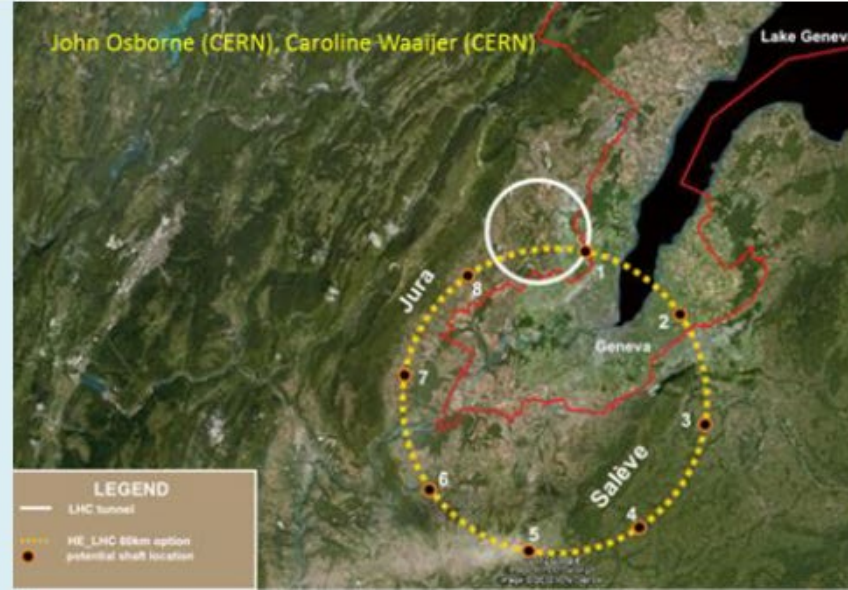 John Osborne (CERN), Caroline Waaijer (CERN)
Lake Geneva
Jura
8
1
2
Geneva
7
3
Salève
6
4
5
LEGEND
LHC tunnel
HE_LHC 80km option
potential shaft location